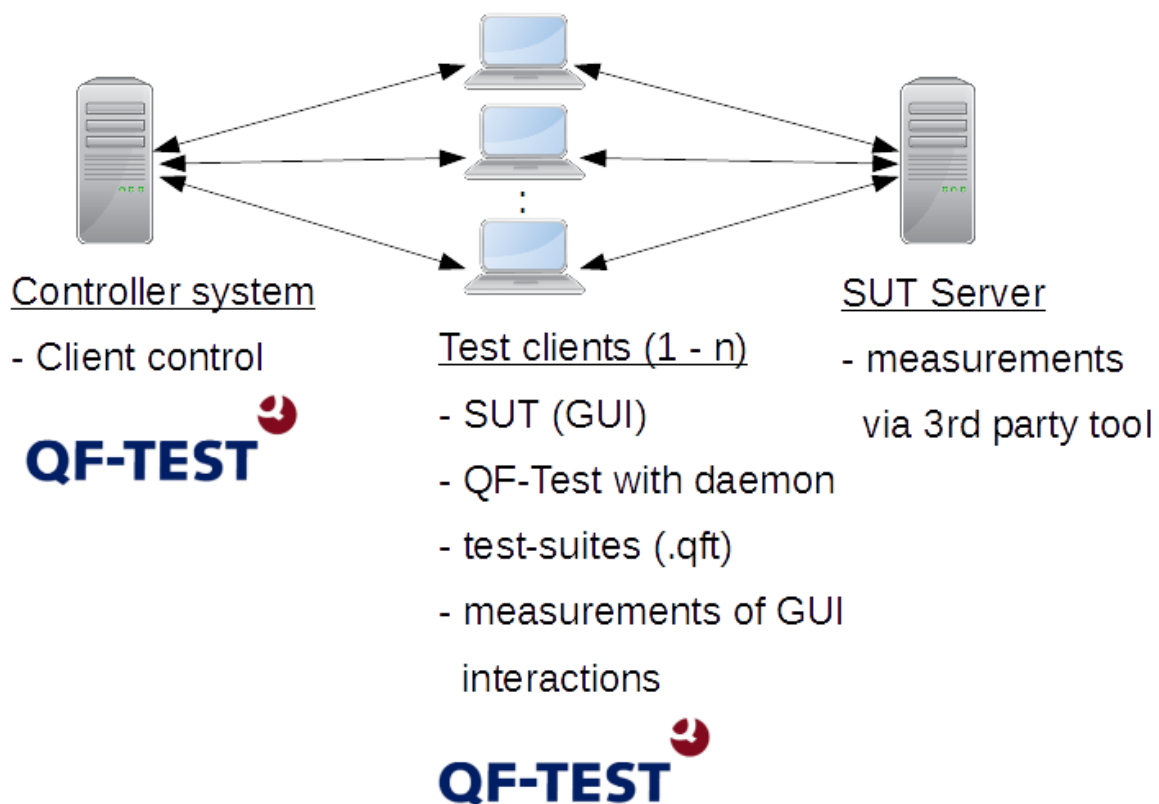 :
Controller system
- Client control
QF-TEST
Test clients (1 - n)
- SUT (GUI)
- QF-Test with daemon
- test-suites (.qft)
- measurements of GUI
interactions
QF-TEST
SUT Server
- measurements
via 3rd party tool